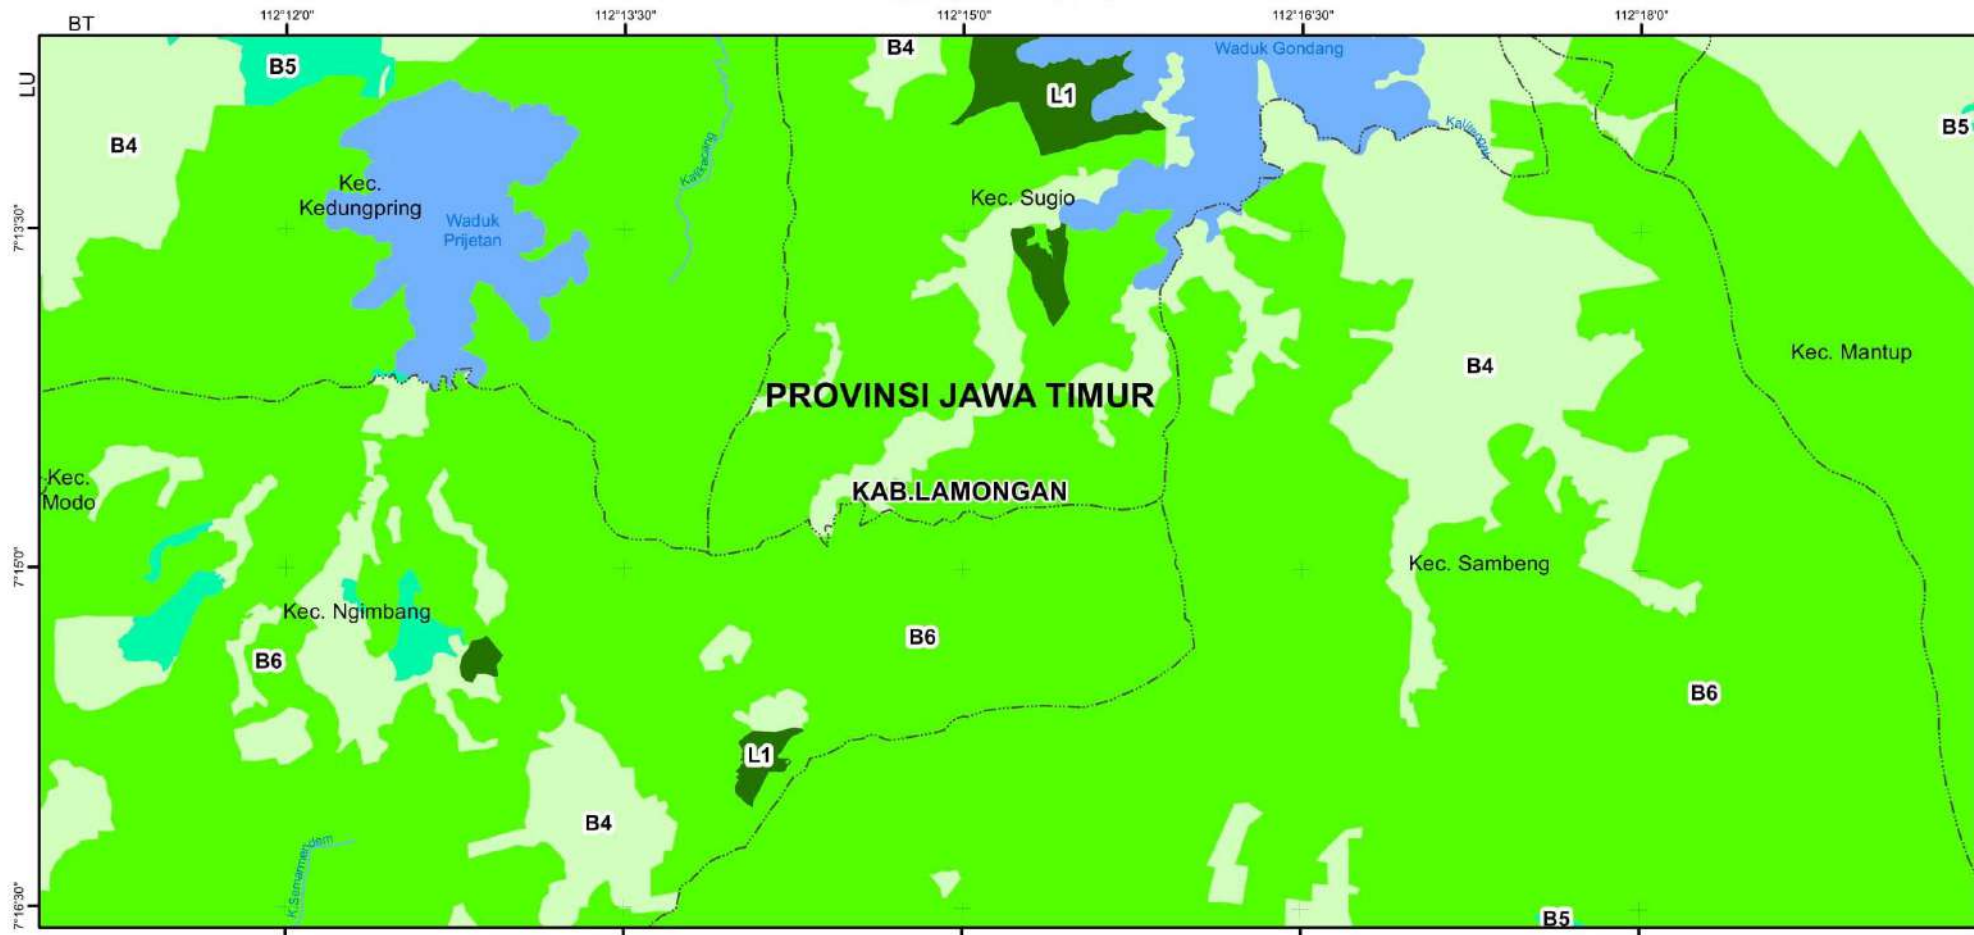 BT
112°12'0"
112°13'30"
112°15'0"
112°16'30"
112°18'0"
LU
B5
B4
Waduk Gondang
L1
B4
B5
Kec.
Kedungpring
Waduk
Prijetan
Kec. Sugio
7°13'30"
Kec. Mantup
B4
PROVINSI JAWA TIMUR
Kec.
Modo
KAB.LAMONGAN
7°15'0"
Kec. Sambeng
Kec. Ngimbang
B6
B6
B6
L1
B4
K.Semarmendem
7°16'30"
B5